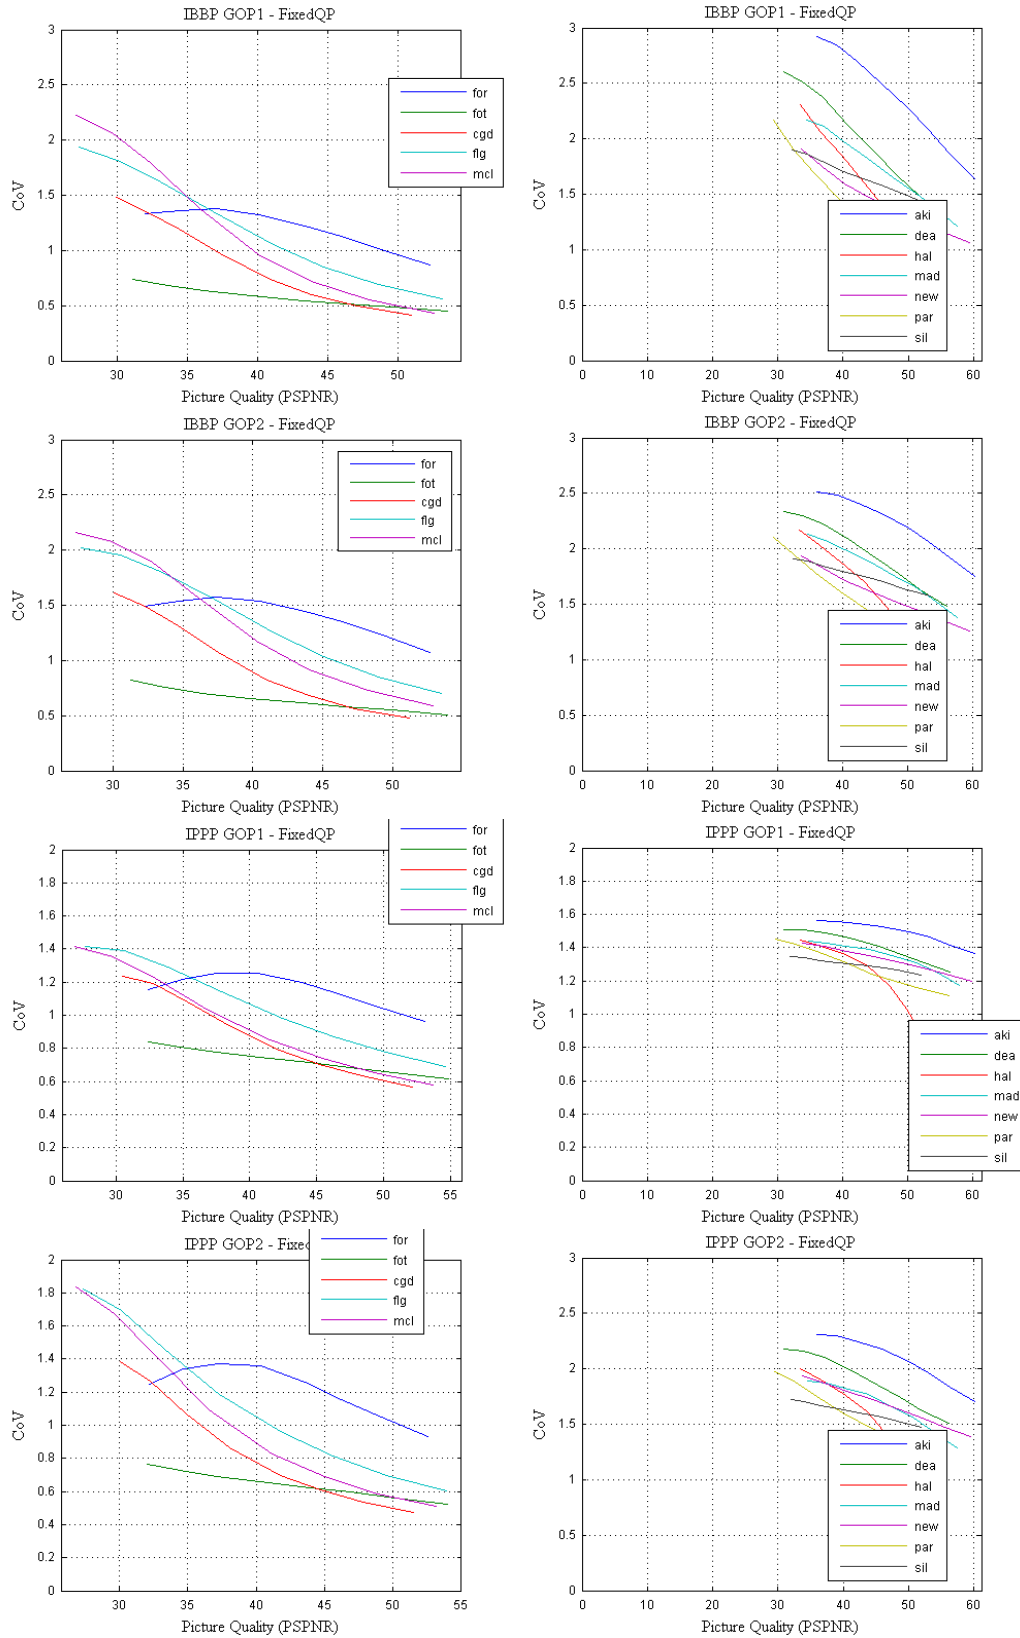 IBBP GOP1 - FixedQP
3
2.5
2
1.5
1
0.5
0
CoV
for
fot
cgd
flg
mcl
30
35
40
45
50
Picture Quality (PSPNR)
IBBP GOP1 - FixedQP
3
2.5
2
1.5
1
0.5
0
CoV
aki
dea
hal
mad
new
par
sil
0
10
20
30
40
50
60
Picture Quality (PSPNR)
IBBP GOP2 - FixedQP
3
2.5
2
1.5
1
0.5
0
CoV
for
fot
cgd
flg
mcl
30
35
40
45
50
Picture Quality (PSPNR)
IBBP GOP2 - FixedQP
3
2.5
2
1.5
1
0.5
0
CoV
aki
dea
hal
mad
new
par
sil
0
10
20
30
40
50
60
Picture Quality (PSPNR)
IPPP GOP1 - FixedQP
2
1.8
1.6
1.4
1.2
1
0.8
0.6
0.4
0.2
0
CoV
for
fot
cgd
flg
mcl
30
35
40
45
50
55
Picture Quality (PSPNR)
IPPP GOP1 - FixedQP
2
1.8
1.6
1.4
1.2
1
0.8
0.6
0.4
0.2
0
CoV
aki
dea
hal
mad
new
par
sil
0
10
20
30
40
50
60
Picture Quality (PSPNR)
IPPP GOP2 - Fixed
2
1.8
1.6
1.4
1.2
1
0.8
0.6
0.4
0.2
0
CoV
for
fot
cgd
flg
mcl
30
35
40
45
50
55
Picture Quality (PSPNR)
IPPP GOP2 - FixedQP
3
2.5
2
1.5
1
0.5
0
CoV
aki
dea
hal
mad
new
par
sil
0
10
20
30
40
50
60
Picture Quality (PSPNR)